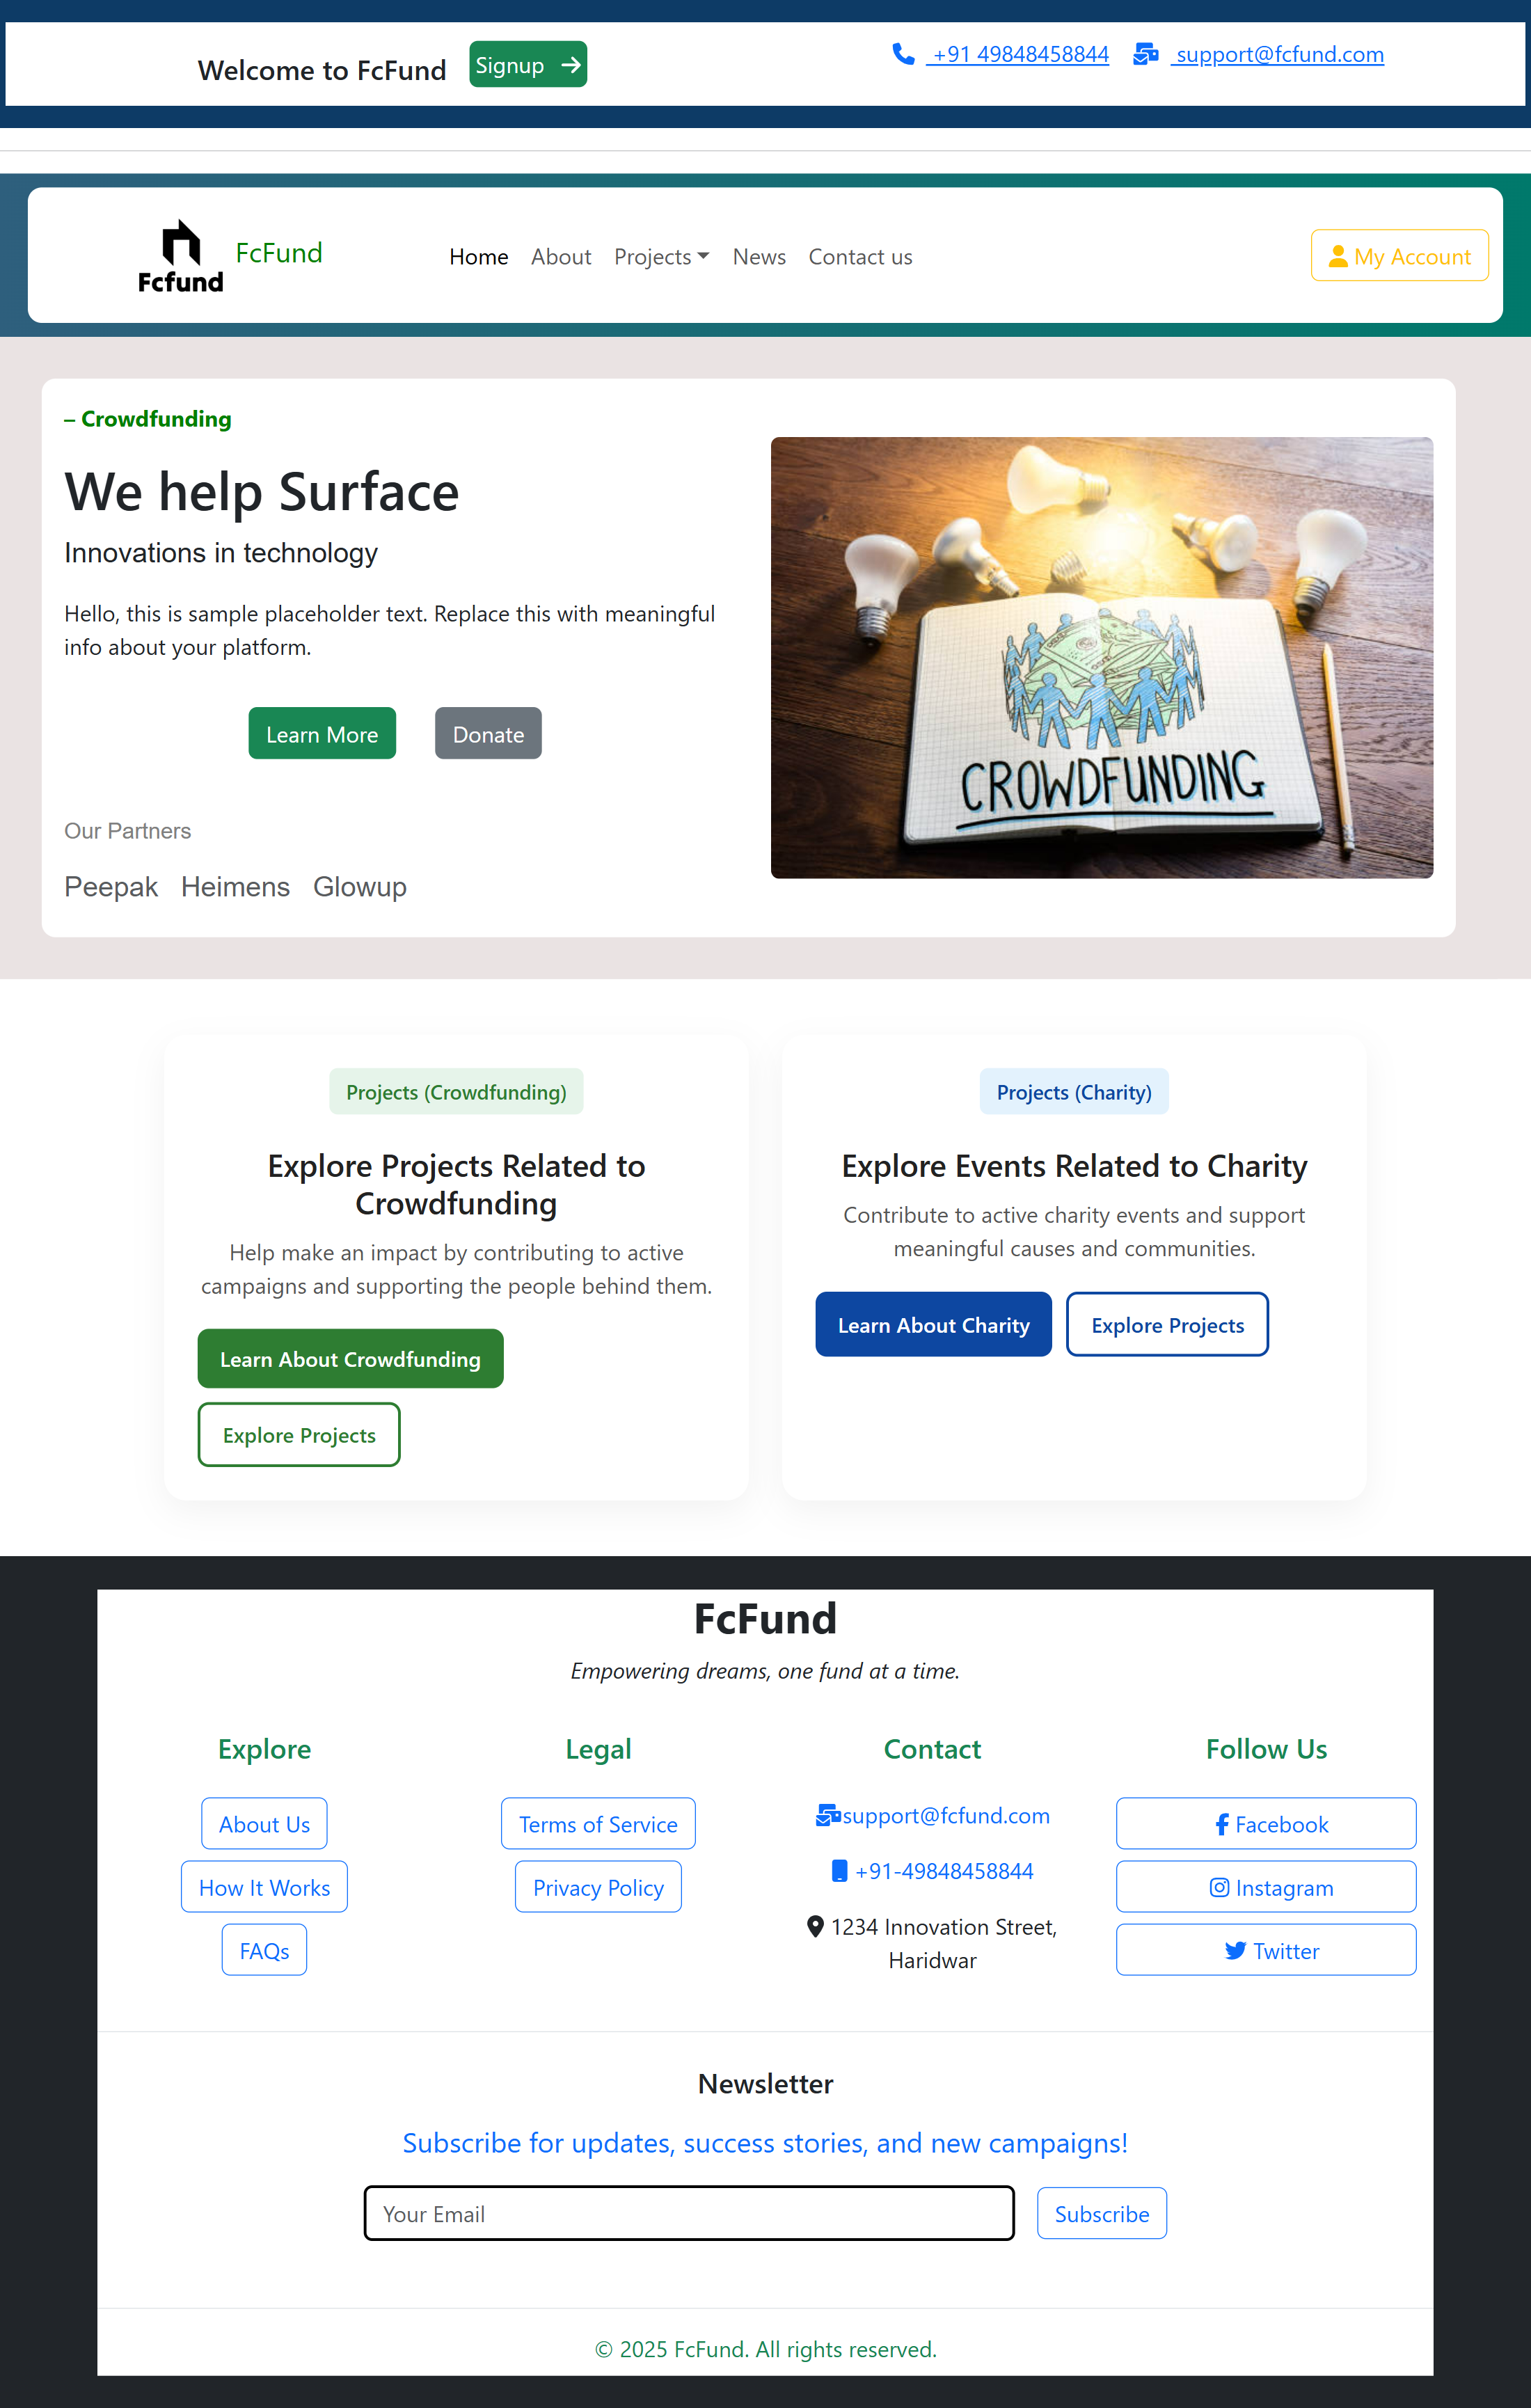 Welcome to FcFund
Signup
+91 49848458844
support@fcfund.com
Fcfund
FcFund
Home
About
Projects
News
Contact us
My Account
– Crowdfunding
We help Surface
Innovations in technology
Hello, this is sample placeholder text. Replace this with meaningful
info about your platform.
Learn More
Donate
Our Partners
Peepak Heimens Glowup
CROWDFUNDING
Projects (Crowdfunding)
Explore Projects Related to
Crowdfunding
Help make an impact by contributing to active
campaigns and supporting the people behind them.
Learn About Crowdfunding
Explore Projects
Projects (Charity)
Explore Events Related to Charity
Contribute to active charity events and support
meaningful causes and communities.
Learn About Charity
Explore Projects
FcFund
Empowering dreams, one fund at a time.
Explore
About Us
How It Works
FAQs
Legal
Terms of Service
Privacy Policy
Contact
support@fcfund.com
+91-49848458844
1234 Innovation Street,
Haridwar
Follow Us
Facebook
Instagram
Twitter
Newsletter
Subscribe for updates, success stories, and new campaigns!
Your Email
Subscribe
© 2025 FcFund. All rights reserved.